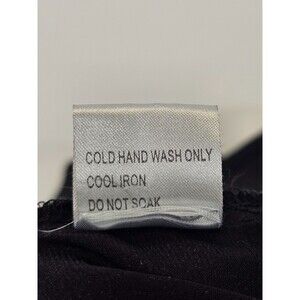 COLD HAND WASH ONLY
COOL IRON
DO NOT SOAK